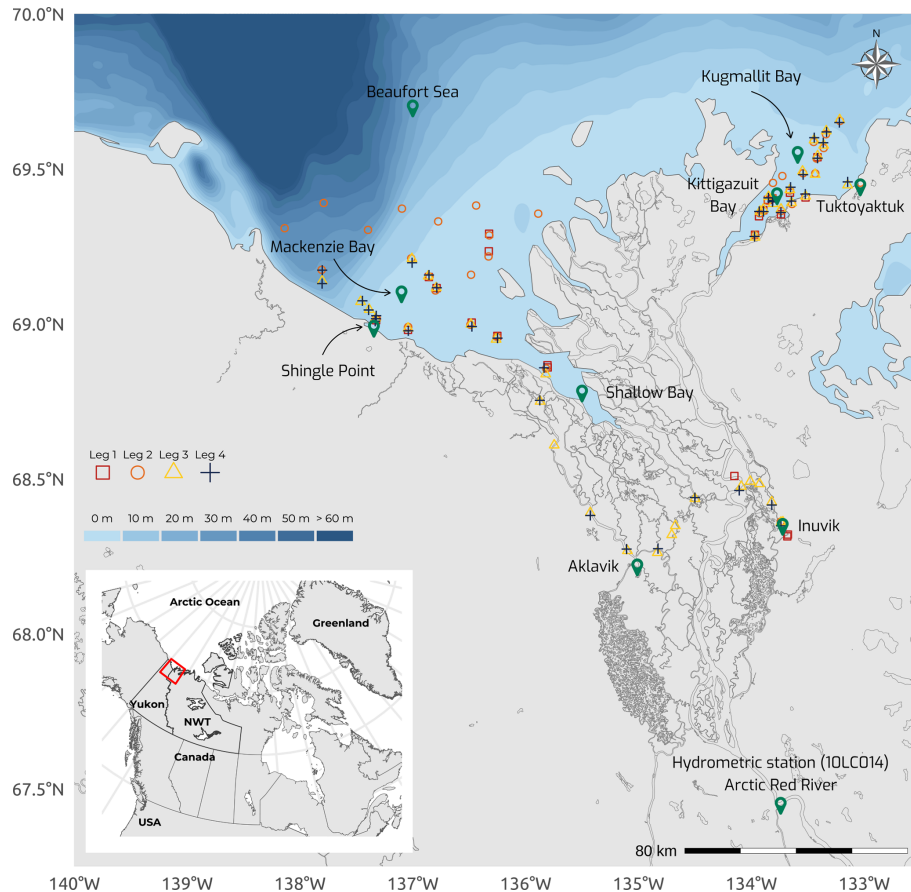 70.0°N
N
Kugmallit Bay
Beaufort Sea
69.5°N
Kittigazuit
Bay
Tuktoyaktuk
Mackenzie Bay
69.0°N
Shingle Point
Shallow Bay
68.5°N
Leg 1 Leg 2 Leg 3 Leg 4
0 m 10 m 20 m 30 m 40 m 50 m > 60 m
Inuvik
Aklavik
68.0°N
Arctic Ocean
Greenland
Yukon
NWT
Canada
USA
67.5°N
Hydrometric station (10LC014)
Arctic Red River
80 km
140°W 139°W 138°W 137°W 136°W 135°W 134°W 133°W